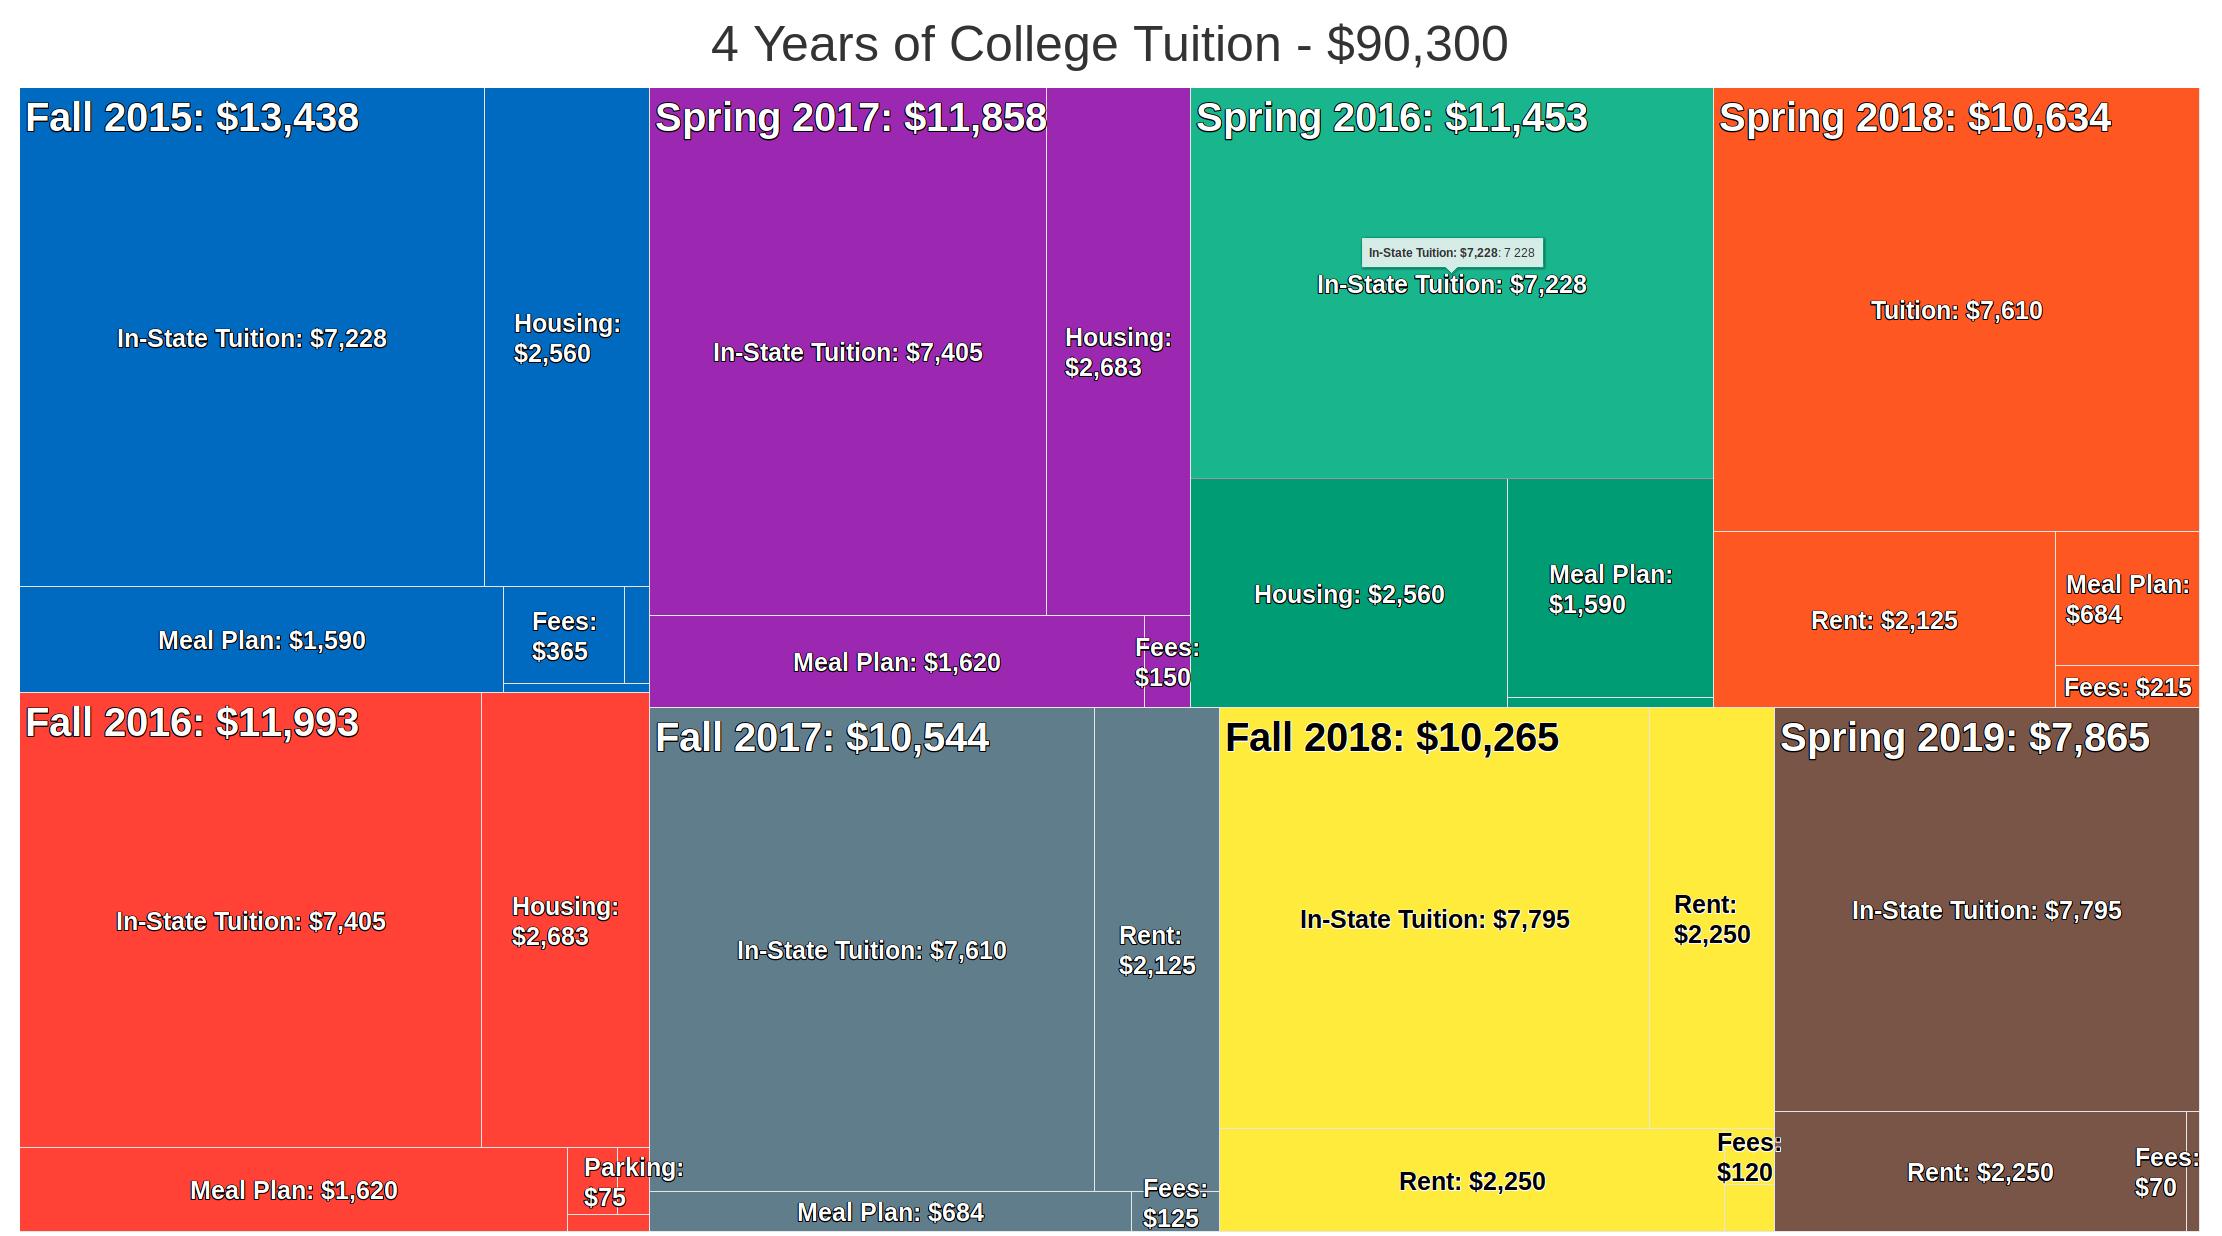 4 Years of College Tuition - $90,300
Fall 2015: $13,438
In-State Tuition: $7,228
Housing:
$2,560
Meal Plan: $1,590
Fees:
$365
Spring 2017: $11,858
In-State Tuition: $7,405
Housing:
$2,683
Meal Plan: $1,620
Fees:
$150
Spring 2016: $11,453
In-State Tuition: $7,228: 7 228
In-State Tuition: $7,228
Housing: $2,560
Meal Plan:
$1,590
Spring 2018: $10,634
Tuition: $7,610
Rent: $2,125
Meal Plan:
$684
Fees: $215
Fall 2016: $11,993
In-State Tuition: $7,405
Housing:
$2,683
Meal Plan: $1,620
Parking:
$75
Fall 2017: $10,544
In-State Tuition: $7,610
Rent:
$2,125
Meal Plan: $684
Fees:
$125
Fall 2018: $10,265
In-State Tuition: $7,795
Rent:
$2,250
Rent: $2,250
Fees:
$120
Spring 2019: $7,865
In-State Tuition: $7,795
Rent: $2,250
Fees:
$70